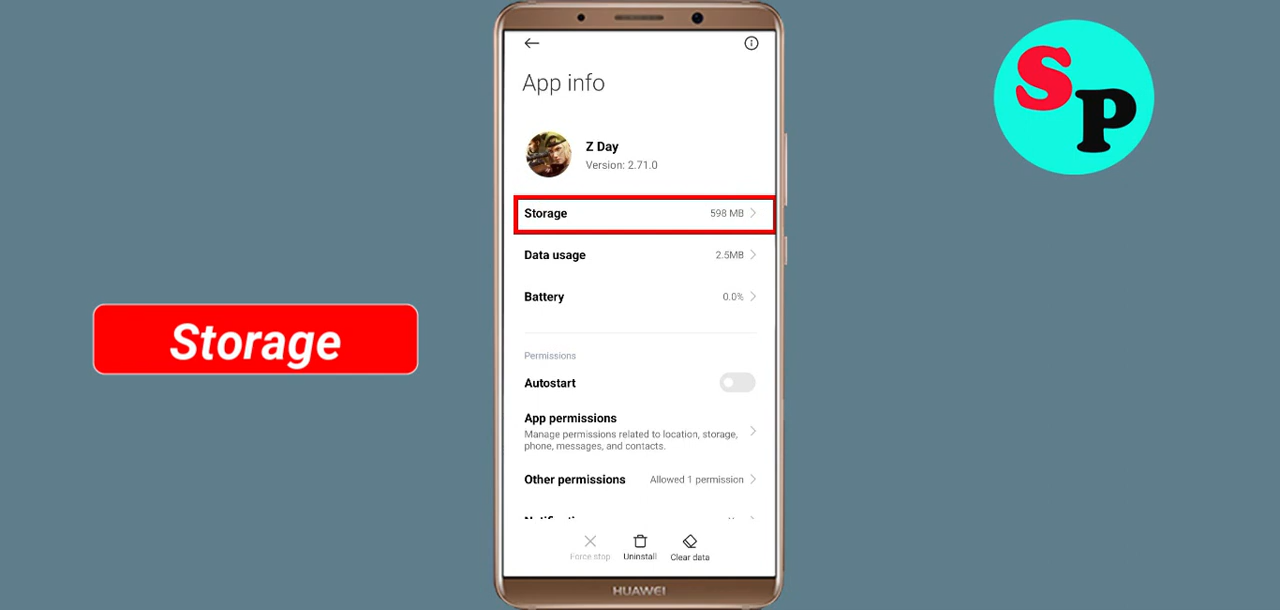 App info
Z Day
Version: 2.71.0
Storage 598 MB
Data usage 2.5MB
Battery 0.0%
Permissions
Autostart
App permissions
Manage permissions related to location, storage,
phone, messages, and contacts.
Other permissions Allowed 1 permission
Force stop Uninstall Clear data
HUAWEI
Storage
SP